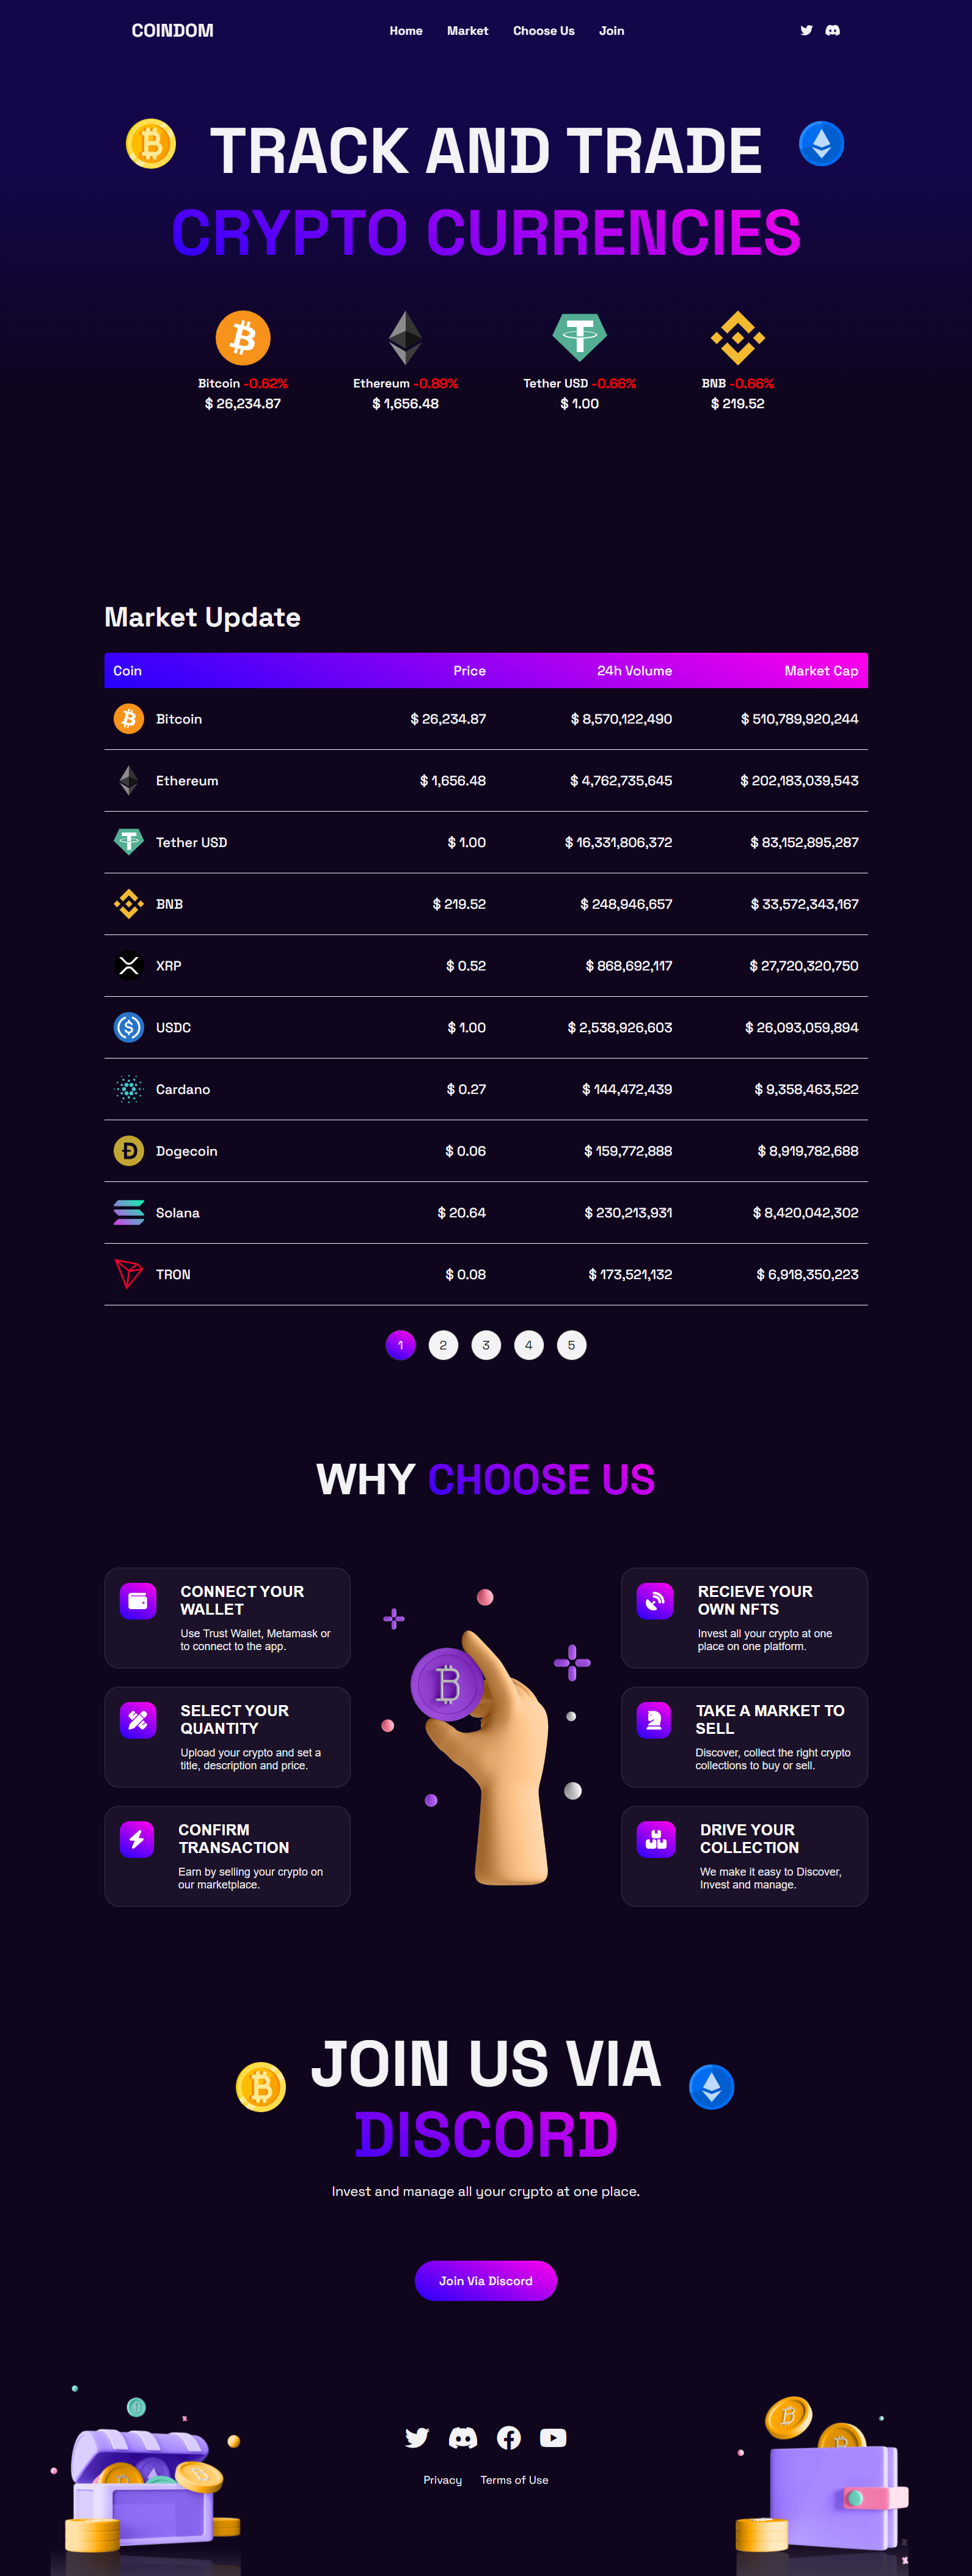 COINDOM
Home Market Choose Us Join
TRACK AND TRADE
CRYPTO CURRENCIES
Bitcoin -0.62%
$ 26,234.87
Ethereum -0.89%
$ 1,656.48
Tether USD -0.66%
$ 1.00
BNB -0.66%
$ 219.52
Market Update
Coin Price 24h Volume Market Cap
Bitcoin $ 26,234.87 $ 8,570,122,490 $ 510,789,920,244
Ethereum $ 1,656.48 $ 4,762,735,645 $ 202,183,039,543
Tether USD $ 1.00 $ 16,331,806,372 $ 83,152,895,287
BNB $ 219.52 $ 248,946,657 $ 33,572,343,167
XRP $ 0.52 $ 868,692,117 $ 27,720,320,750
USDC $ 1.00 $ 2,538,926,603 $ 26,093,059,894
Cardano $ 0.27 $ 144,472,439 $ 9,358,463,522
Dogecoin $ 0.06 $ 159,772,888 $ 8,919,782,688
Solana $ 20.64 $ 230,213,931 $ 8,420,042,302
TRON $ 0.08 $ 173,521,132 $ 6,918,350,223
1 2 3 4 5
WHY CHOOSE US
CONNECT YOUR
WALLET
Use Trust Wallet, Metamask or
to connect to the app.
SELECT YOUR
QUANTITY
Upload your crypto and set a
title, description and price.
CONFIRM
TRANSACTION
Earn by selling your crypto on
our marketplace.
RECIEVE YOUR
OWN NFTS
Invest all your crypto at one
place on one platform.
TAKE A MARKET TO
SELL
Discover, collect the right crypto
collections to buy or sell.
DRIVE YOUR
COLLECTION
We make it easy to Discover,
Invest and manage.
JOIN US VIA
DISCORD
Invest and manage all your crypto at one place.
Join Via Discord
Privacy Terms of Use